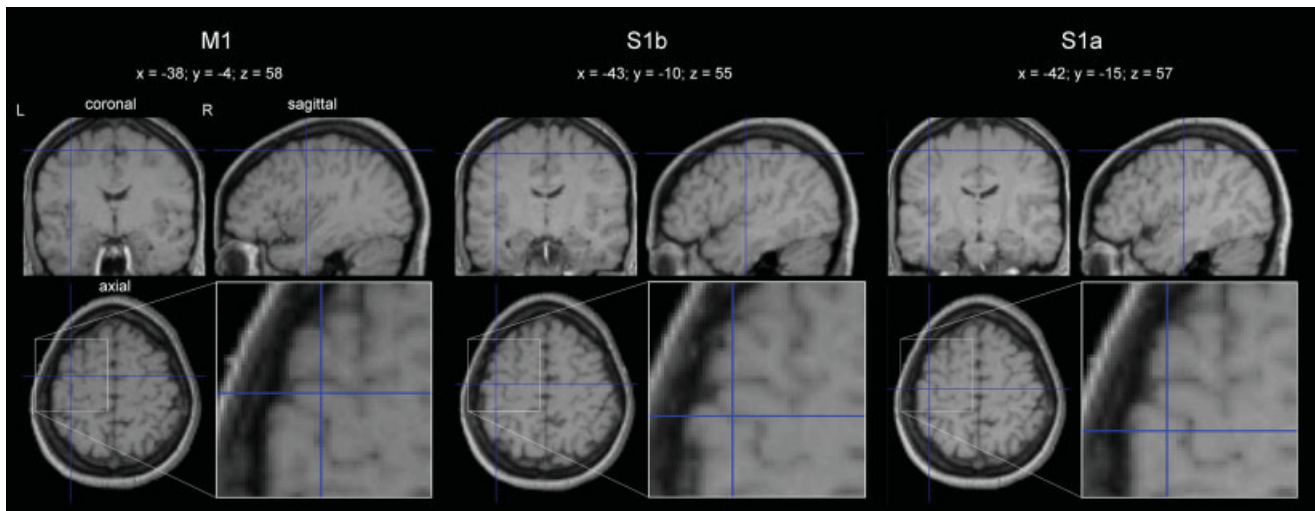 M1
x = -38; y = -4; z = 58
S1b
x = -43; y = -10; z = 55
S1a
x = -42; y = -15; z = 57
L
coronal
R
sagittal
axial